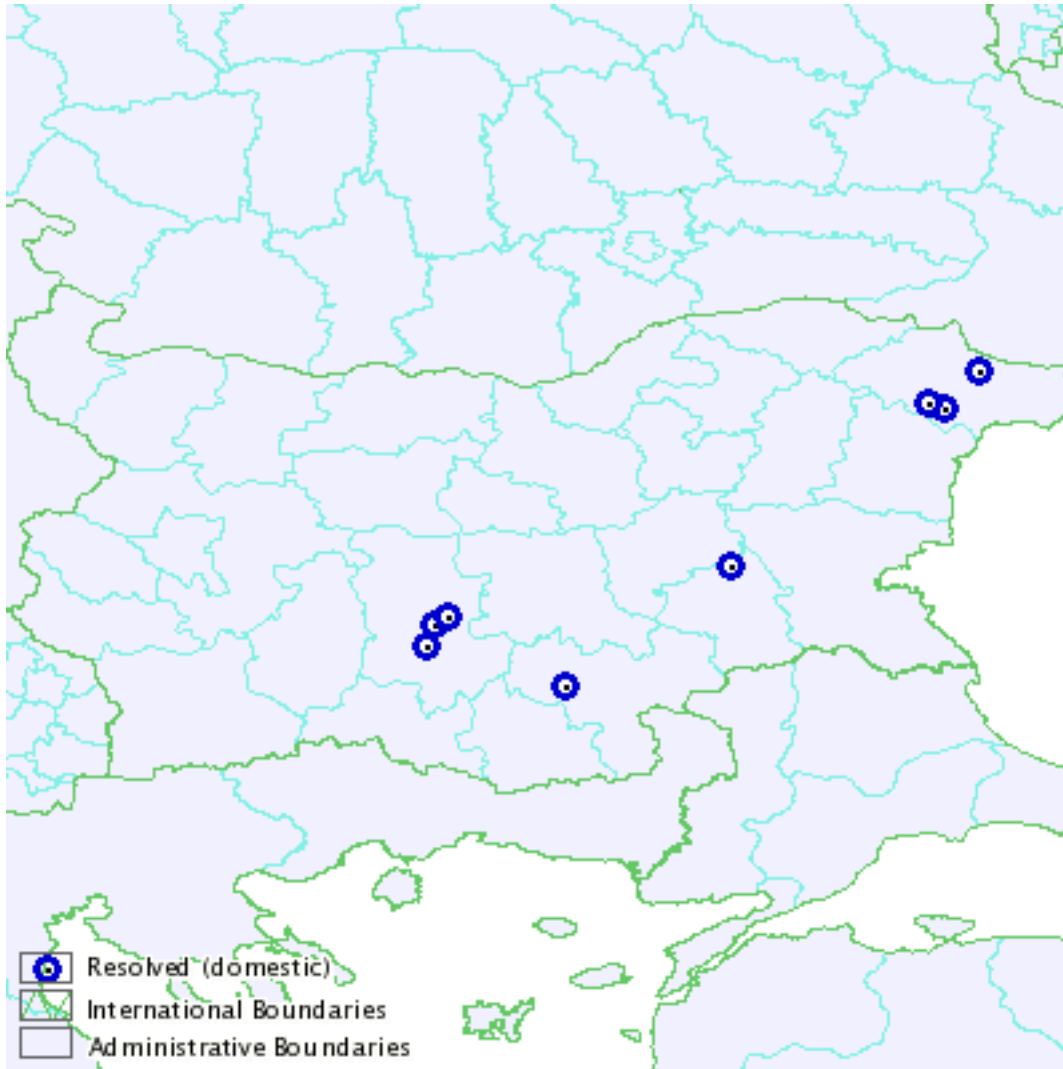 Resolved (domestic)
International Boundaries
Administrative Boundaries